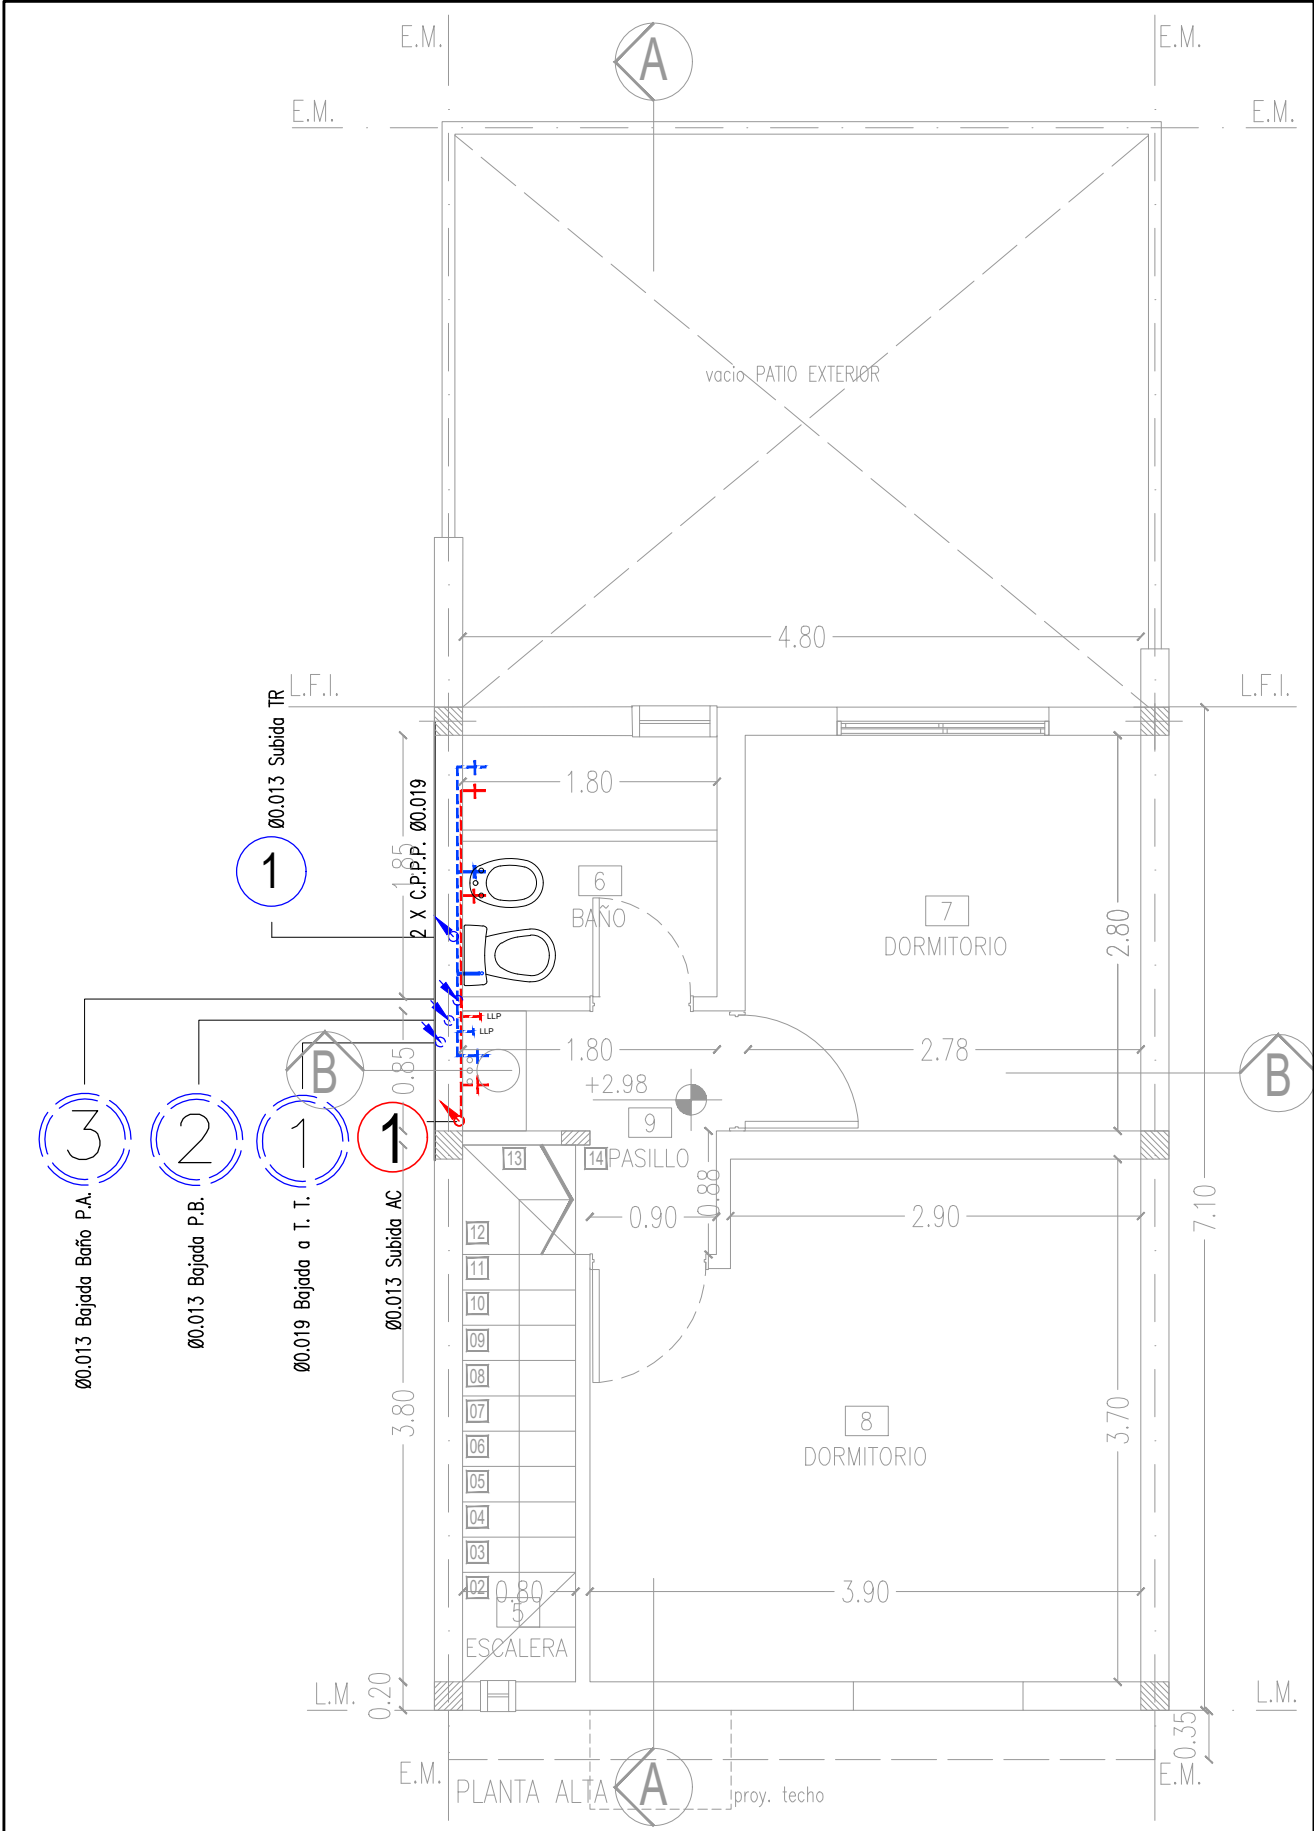 E.M.
A
E.M.
E.M.
E.M.
vacio PATIO EXTERIOR
4.80
L.F.I.
L.F.I.
Ø0.013 Subida TR
1
2 X C.P.P.P. Ø0.019
1.85
1.80
6
BAÑO
7
DORMITORIO
2.80
LLP
LLP
1.80
2.78
B
B
0.85
+2.98
9
PASILLO
3
2
1
1
Ø0.013 Bajada Baño P.A.
Ø0.013 Bajada P.B.
Ø0.019 Bajada a T. T.
Ø0.013 Subida AC
13
14
0.88
0.90
2.90
7.10
12
11
10
09
08
07
06
05
04
03
02
3.80
8
DORMITORIO
3.70
0.80
3.90
5
ESCALERA
L.M.
0.20
L.M.
0.35
E.M.
PLANTA ALTA
A
proy. techo
E.M.